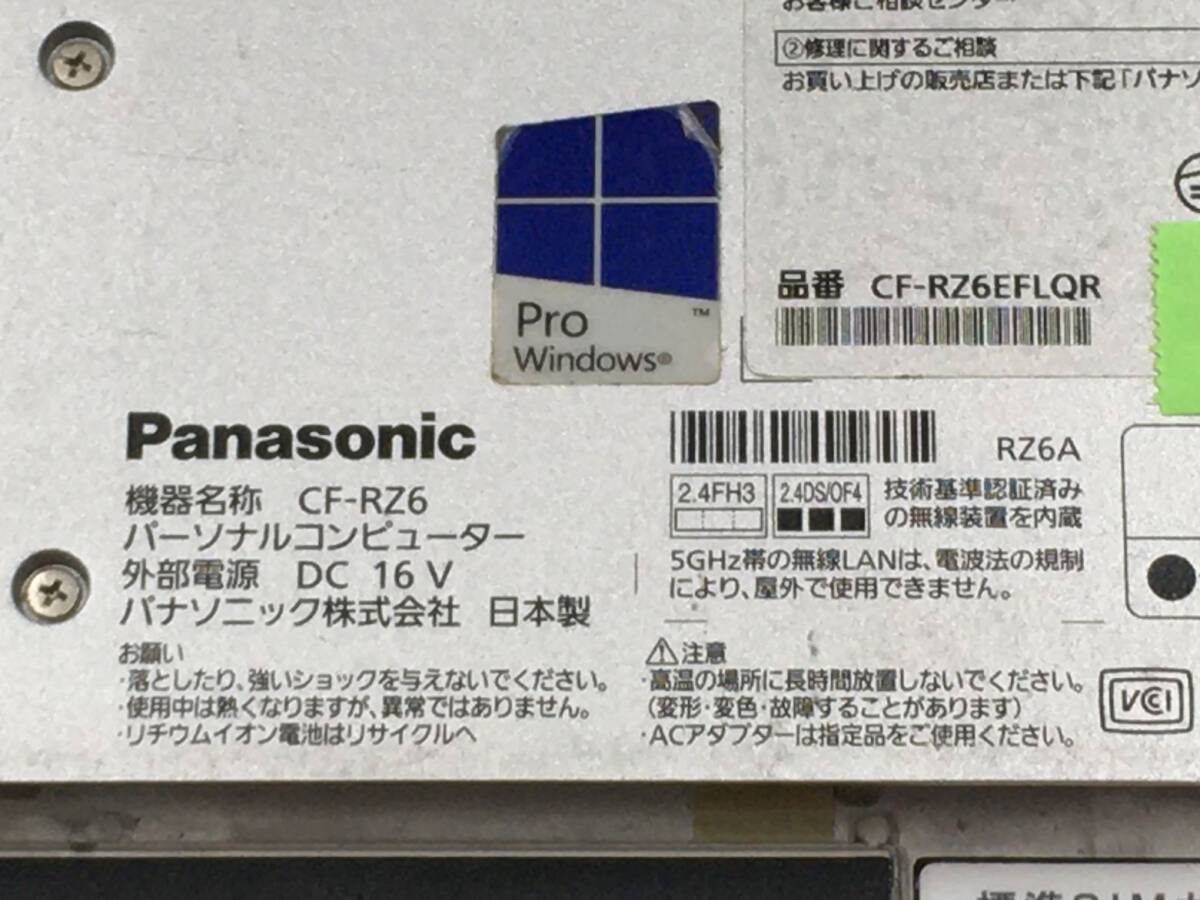 お客様ご相談センター
②修理に関するご相談
お買い上げの販売店または下記「パナソ
Pro
Windows®
™
品番 CF-RZ6EFLQR
Panasonic
機器名称 CF-RZ6
パーソナルコンピューター
外部電源 DC 16 V
パナソニック株式会社 日本製
お願い
・落としたり、強いショックを与えないでください。
・使用中は熱くなりますが、異常ではありません。
・リチウムイオン電池はリサイクルへ
RZ6A
2.4FH3
2.4DS/OF4
技術基準認証済み
の無線装置を内蔵
5GHz帯の無線LANは、電波法の規制
により、屋外で使用できません。
注意
・高温の場所に長時間放置しないでください。
(変形・変色・故障することがあります)
・ACアダプターは指定品をご使用ください。
VCI